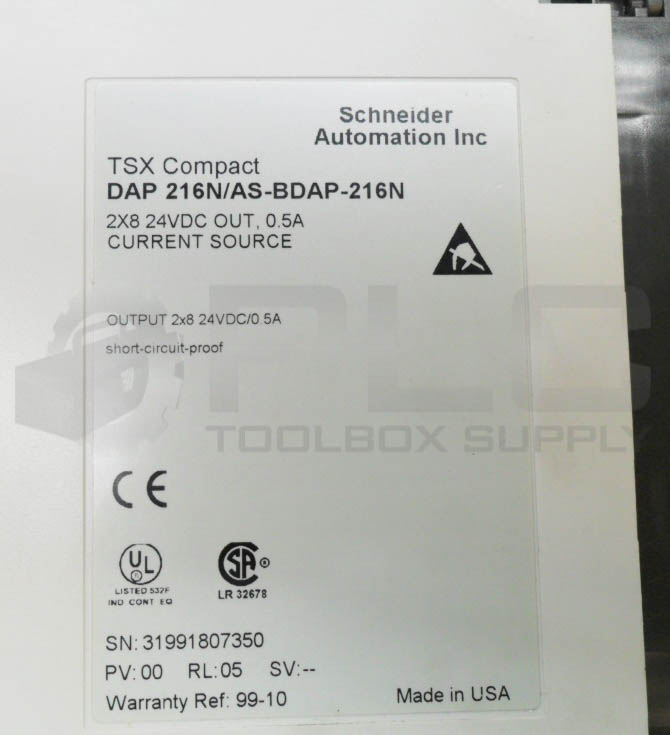 Schneider
Automation Inc
TSX Compact
DAP 216N/AS-BDAP-216N
2X8 24VDC OUT, 0.5A
CURRENT SOURCE
OUTPUT 2x8 24VDC/0.5A
short-circuit-proof
PLC
TOOLBOX SUPPLY
CE
UL
LISTED 532F
IND CONT EQ
SA
LR 32678
SN: 31991807350
PV: 00 RL: 05 SV:--
Warranty Ref: 99-10
Made in USA